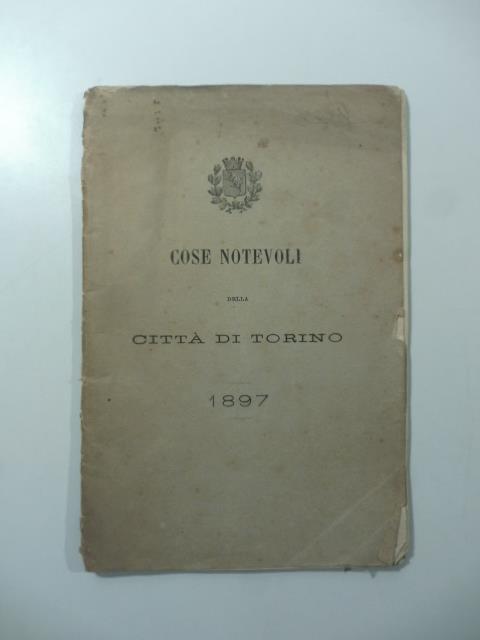 COSE NOTEVOLI
DELLA
CITTÀ DI TORINO
1897